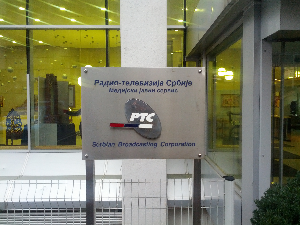 Радио-телевизија Србије
Медијски јавни сервис
РТС
Serbian Broadcasting Corporation